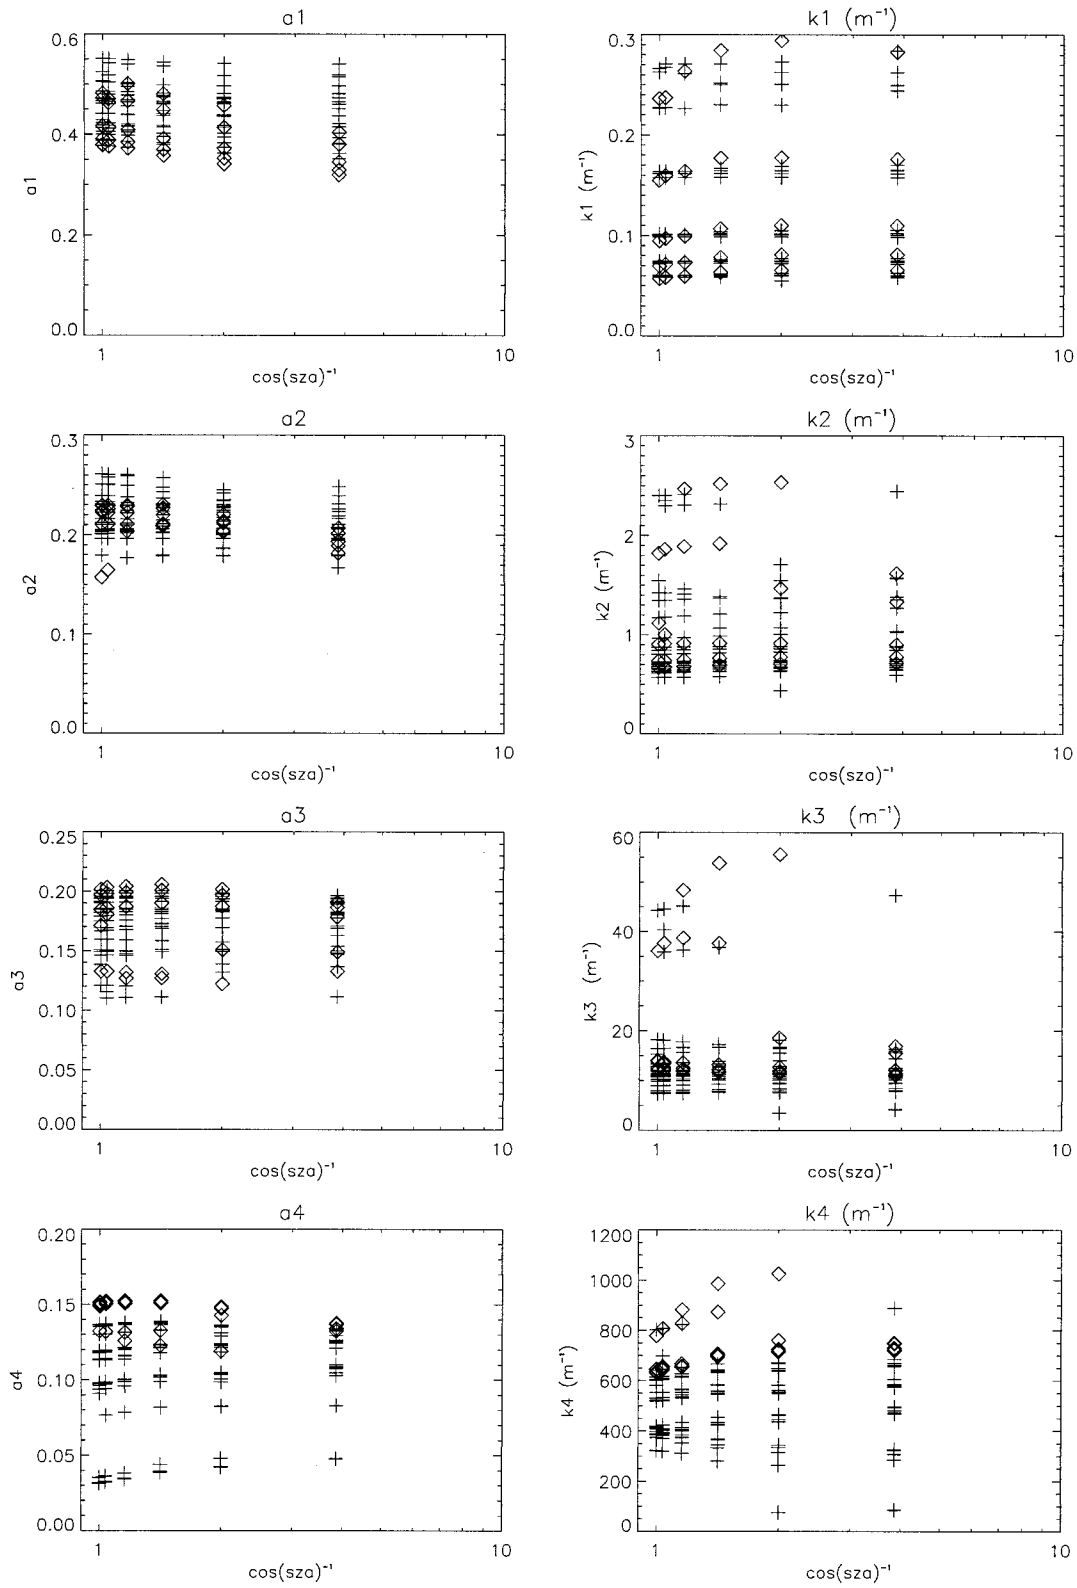 a1
0.6
0.4
0.2
0.0
a1
1
10
cos(sza)⁻¹
k1 (m⁻¹)
0.3
0.2
0.1
0.0
k1 (m⁻¹)
1
10
cos(sza)⁻¹
a2
0.3
0.2
0.1
0.0
a2
1
10
cos(sza)⁻¹
k2 (m⁻¹)
3
2
1
0
k2 (m⁻¹)
1
10
cos(sza)⁻¹
a3
0.25
0.20
0.15
0.10
0.05
0.00
a3
1
10
cos(sza)⁻¹
k3 (m⁻¹)
60
40
20
0
k3 (m⁻¹)
1
10
cos(sza)⁻¹
a4
0.20
0.15
0.10
0.05
0.00
a4
1
10
cos(sza)⁻¹
k4 (m⁻¹)
1200
1000
800
600
400
200
0
k4 (m⁻¹)
1
10
cos(sza)⁻¹